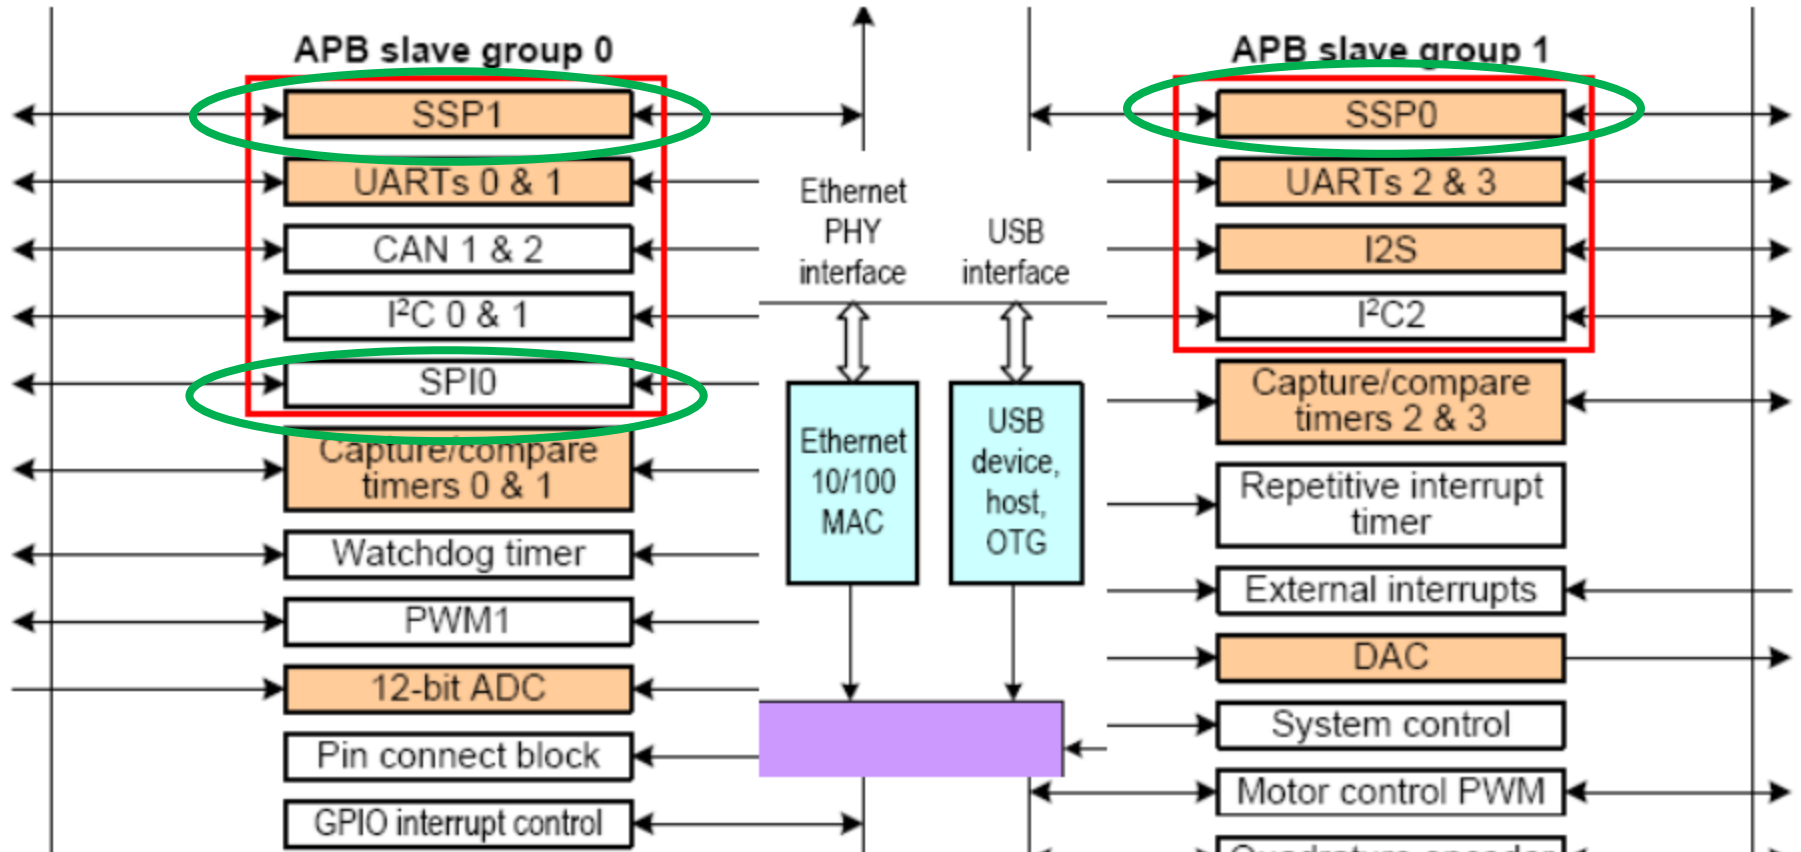 APB slave group 0
SSP1
UARTs 0 & 1
CAN 1 & 2
I²C 0 & 1
SPI0
Capture/compare
timers 0 & 1
Watchdog timer
PWM1
12-bit ADC
Pin connect block
GPIO interrupt control
Ethernet
PHY
interface
USB
interface
Ethernet
10/100
MAC
USB
device,
host,
OTG
APB slave group 1
SSP0
UARTs 2 & 3
I2S
I²C2
Capture/compare
timers 2 & 3
Repetitive interrupt
timer
External interrupts
DAC
System control
Motor control PWM